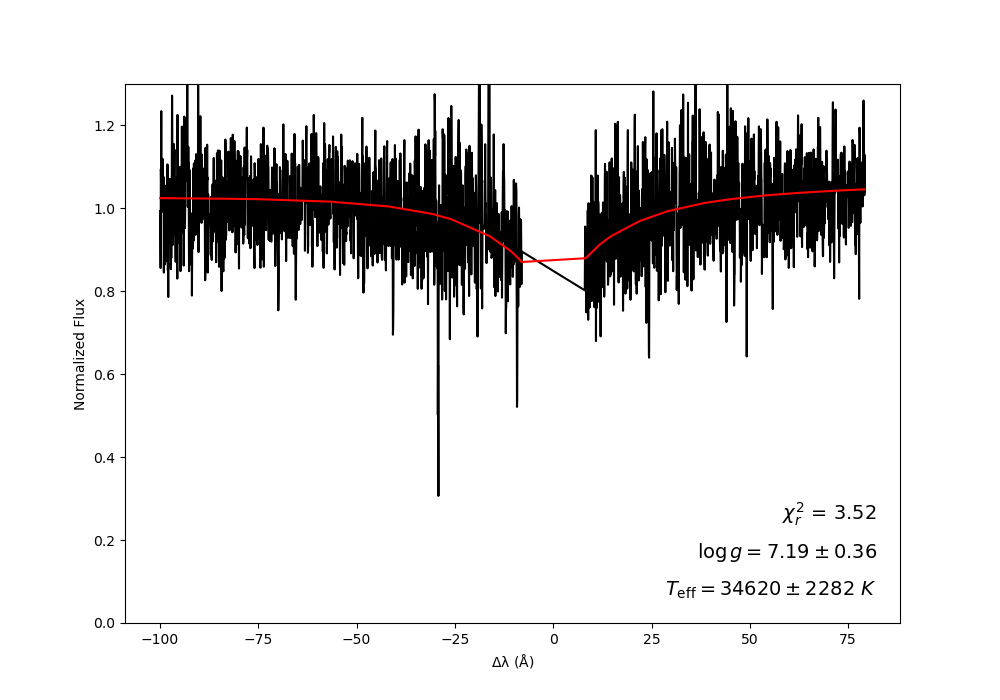 1.2
1.0
0.8
0.6
0.4
0.2
0.0
Normalized Flux
χ²ᵣ = 3.52
log g = 7.19 ± 0.36
T_eff = 34620 ± 2282 K
−100 −75 −50 −25 0 25 50 75
Δλ (Å)